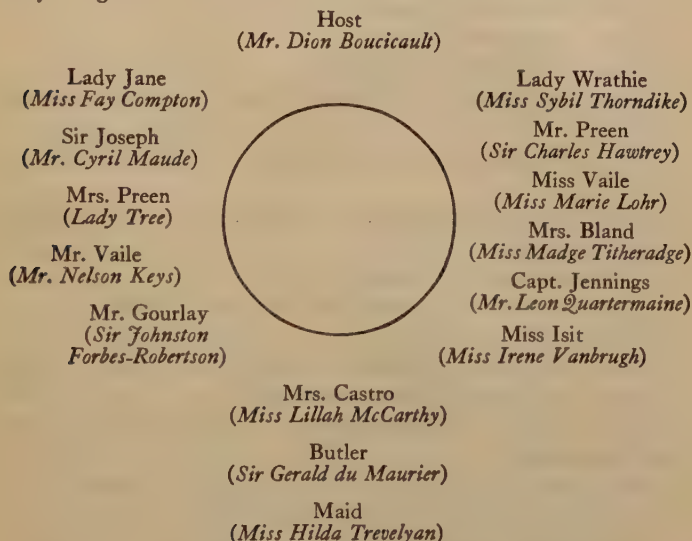 Host
(Mr. Dion Boucicault)
Lady Jane
(Miss Fay Compton)
Sir Joseph
(Mr. Cyril Maude)
Mrs. Preen
(Lady Tree)
Mr. Vaile
(Mr. Nelson Keys)
Mr. Gourlay
(Sir Johnston
Forbes-Robertson)
Lady Wrathie
(Miss Sybil Thorndike)
Mr. Preen
(Sir Charles Hawtrey)
Miss Vaile
(Miss Marie Lohr)
Mrs. Bland
(Miss Madge Titheradge)
Capt. Jennings
(Mr. Leon Quartermaine)
Miss Isit
(Miss Irene Vanbrugh)
Mrs. Castro
(Miss Lillah McCarthy)
Butler
(Sir Gerald du Maurier)
Maid
(Miss Hilda Trevelyan)